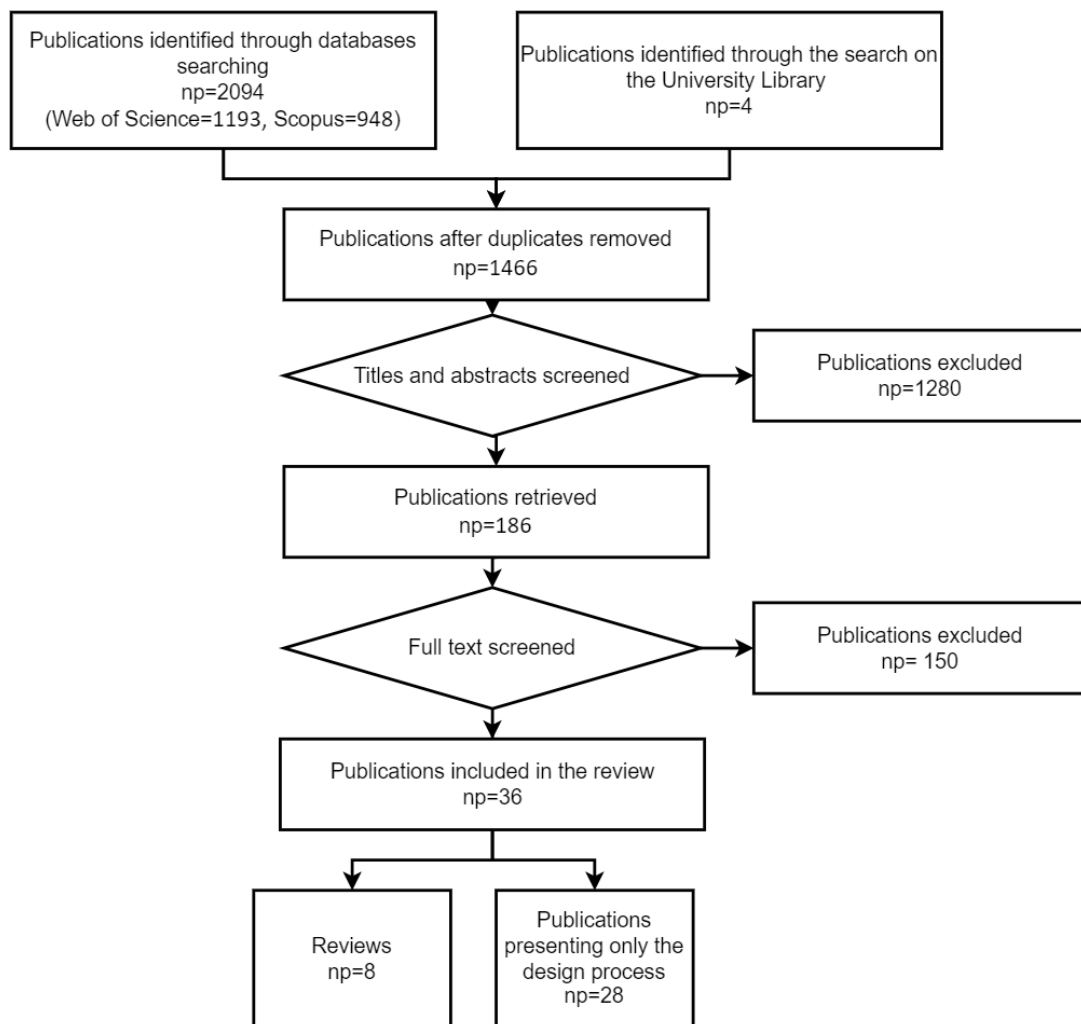 Publications identified through databases
searching
np=2094
(Web of Science=1193, Scopus=948)
Publications identified through the search on
the University Library
np=4
Publications after duplicates removed
np=1466
Titles and abstracts screened
Publications excluded
np=1280
Publications retrieved
np=186
Full text screened
Publications excluded
np= 150
Publications included in the review
np=36
Reviews
np=8
Publications
presenting only the
design process
np=28